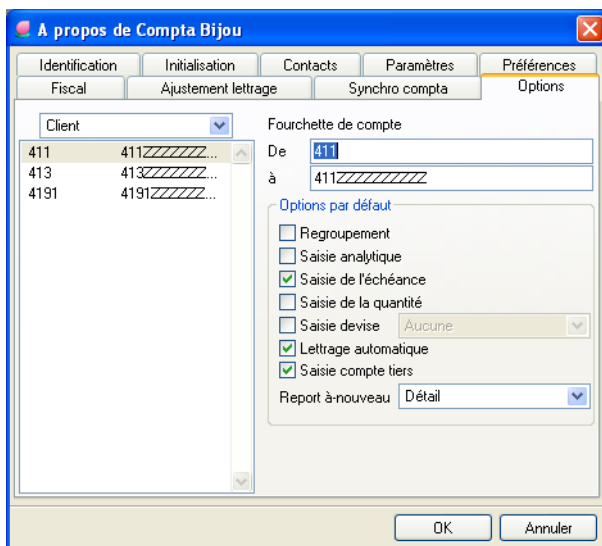 A propos de Compta Bijou
Identification Initialisation Contacts Paramètres Préférences
Fiscal Ajustement lettrage Synchro compta Options
Client
411 411ZZZZZZZ...
413 413ZZZZZZZ...
4191 4191ZZZZZZ...
Fourchette de compte
De 411
à 411ZZZZZZZZZZ
Options par défaut
Regroupement
Saisie analytique
Saisie de l'échéance
Saisie de la quantité
Saisie devise Aucune
Lettrage automatique
Saisie compte tiers
Report à-nouveau Détail
OK Annuler